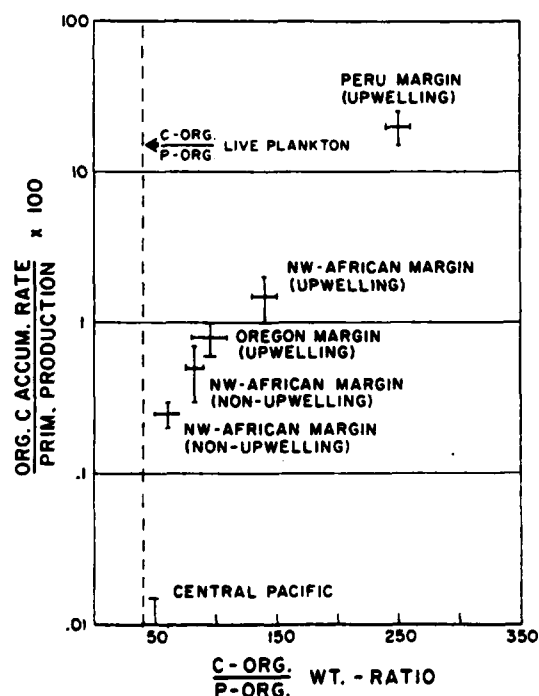 100
PERU MARGIN
(UPWELLING)
C-ORG.
P-ORG. LIVE PLANKTON
10
ORG. C ACCUM. RATE × 100
PRIM. PRODUCTION
NW-AFRICAN MARGIN
(UPWELLING)
1
OREGON MARGIN
(UPWELLING)
NW-AFRICAN MARGIN
(NON-UPWELLING)
NW-AFRICAN MARGIN
(NON-UPWELLING)
.1
CENTRAL PACIFIC
.01
50 150 250 350
C-ORG. WT. - RATIO
P-ORG.